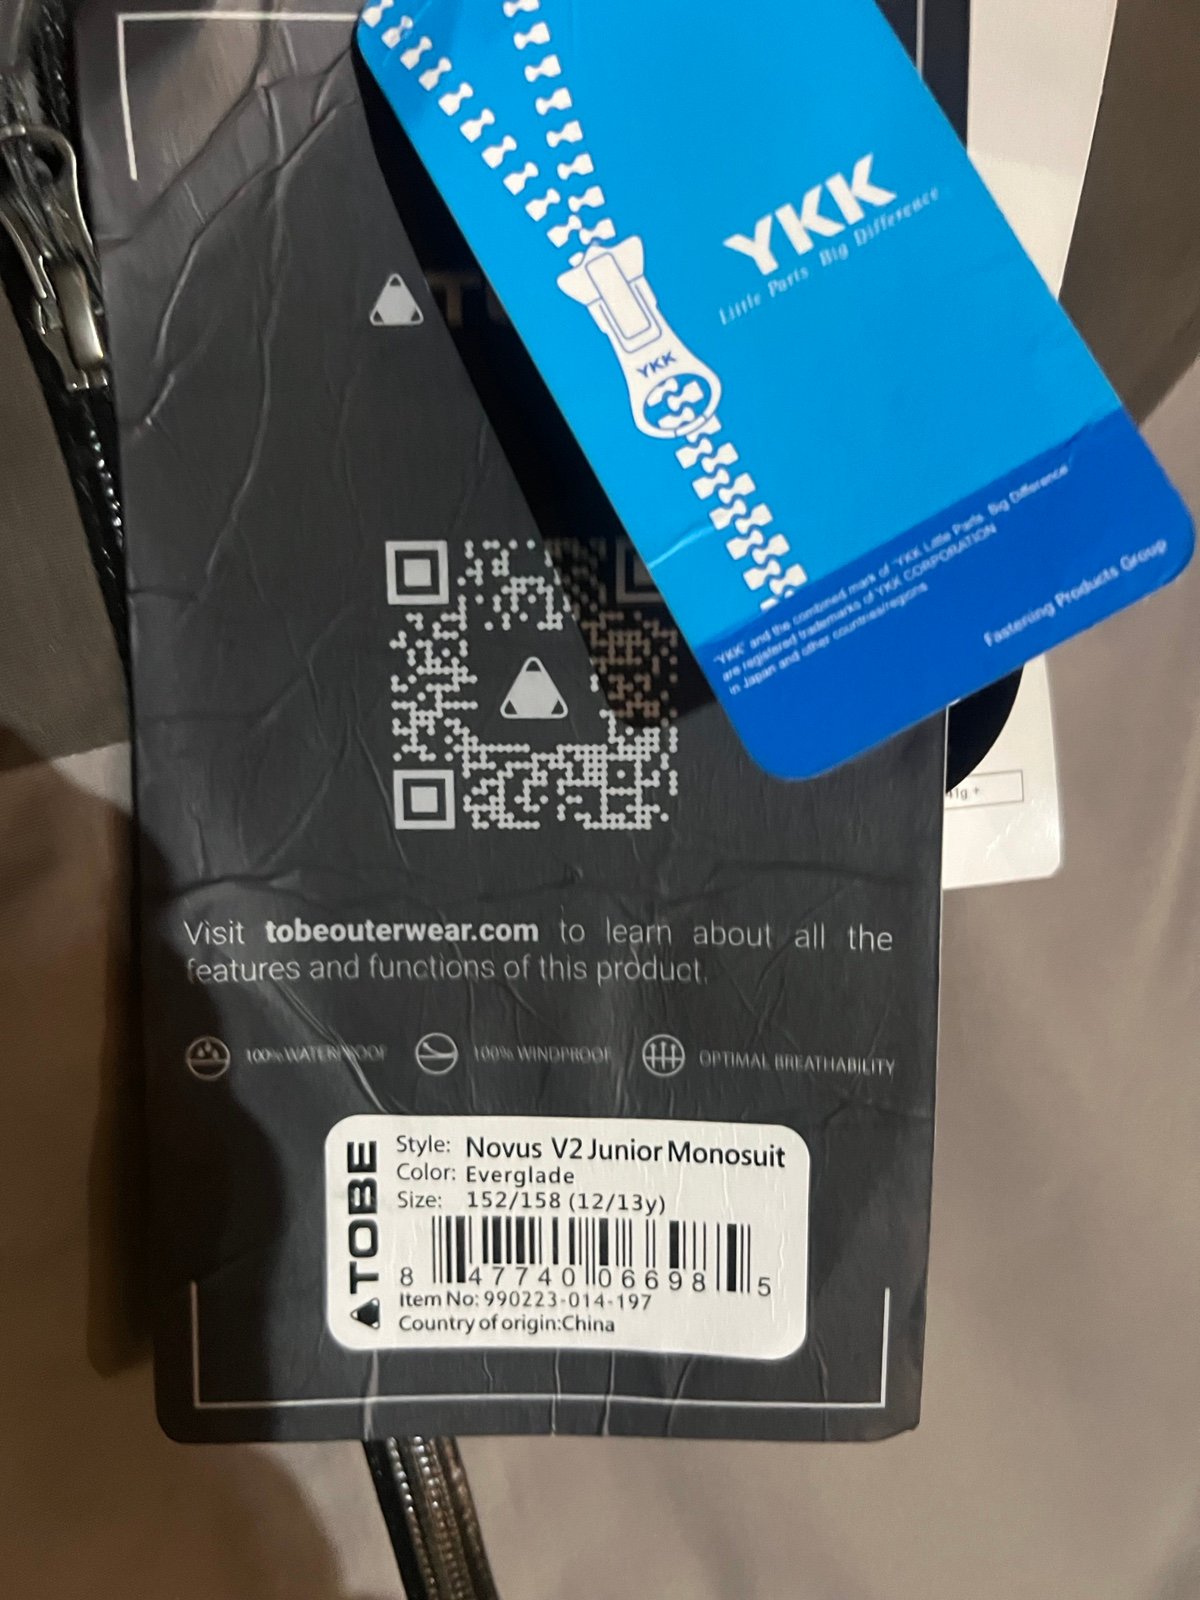 YKK
Little Parts. Big Difference.
YKK
"YKK" and the combined mark of "YKK Little Parts. Big Difference"
are registered trademarks of YKK CORPORATION
in Japan and other countries/regions
Fastening Products Group
Visit tobeouterwear.com to learn about all the
features and functions of this product.
100% WATERPROOF 100% WINDPROOF OPTIMAL BREATHABILITY
TOBE
Style: Novus V2 Junior Monosuit
Color: Everglade
Size: 152/158 (12/13y)
8 47740 06698 5
Item No: 990223-014-197
Country of origin:China